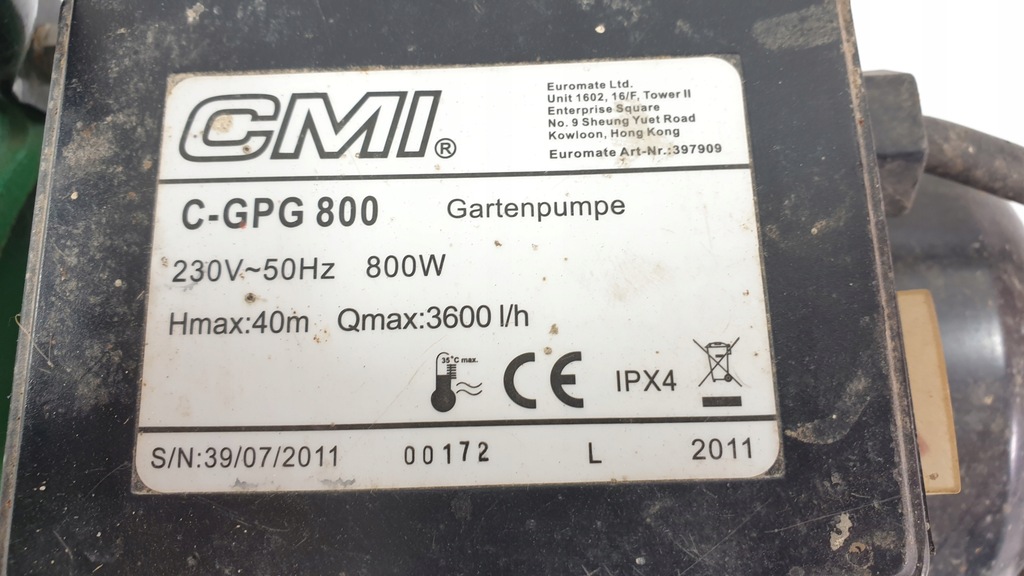 CMI®
Euromate Ltd.
Unit 1602, 16/F, Tower II
Enterprise Square
No. 9 Sheung Yuet Road
Kowloon, Hong Kong
Euromate Art-Nr.:397909
C-GPG 800 Gartenpumpe
230V~50Hz 800W
Hmax:40m Qmax:3600 l/h
35°C max.
CE IPX4
S/N:39/07/2011 00172 L 2011